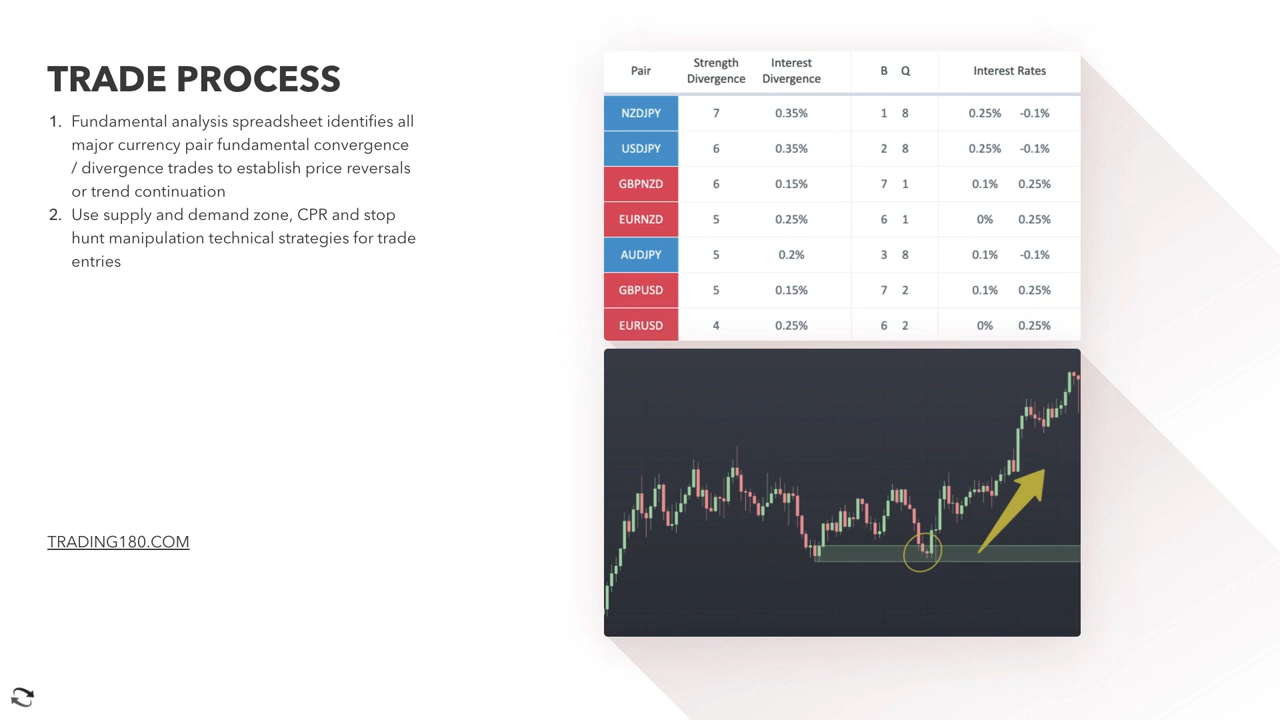 TRADE PROCESS
1. Fundamental analysis spreadsheet identifies all
major currency pair fundamental convergence
/ divergence trades to establish price reversals
or trend continuation
2. Use supply and demand zone, CPR and stop
hunt manipulation technical strategies for trade
entries
TRADING180.COM
Pair Strength Divergence Interest Divergence B Q Interest Rates
NZDJPY 7 0.35% 1 8 0.25% -0.1%
USDJPY 6 0.35% 2 8 0.25% -0.1%
GBPNZD 6 0.15% 7 1 0.1% 0.25%
EURNZD 5 0.25% 6 1 0% 0.25%
AUDJPY 5 0.2% 3 8 0.1% -0.1%
GBPUSD 5 0.15% 7 2 0.1% 0.25%
EURUSD 4 0.25% 6 2 0% 0.25%